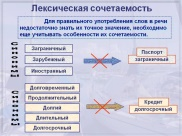 Лексическая сочетаемость
Для правильного употребления слов в речи
недостаточно знать их точное значение, необходимо
еще учитывать особенности их сочетаемости.
Заграничный
Зарубежный
Иностранный
Паспорт
заграничный
Долговременный
Продолжительный
Долгий
Длительный
Долгосрочный
Кредит
долгосрочный